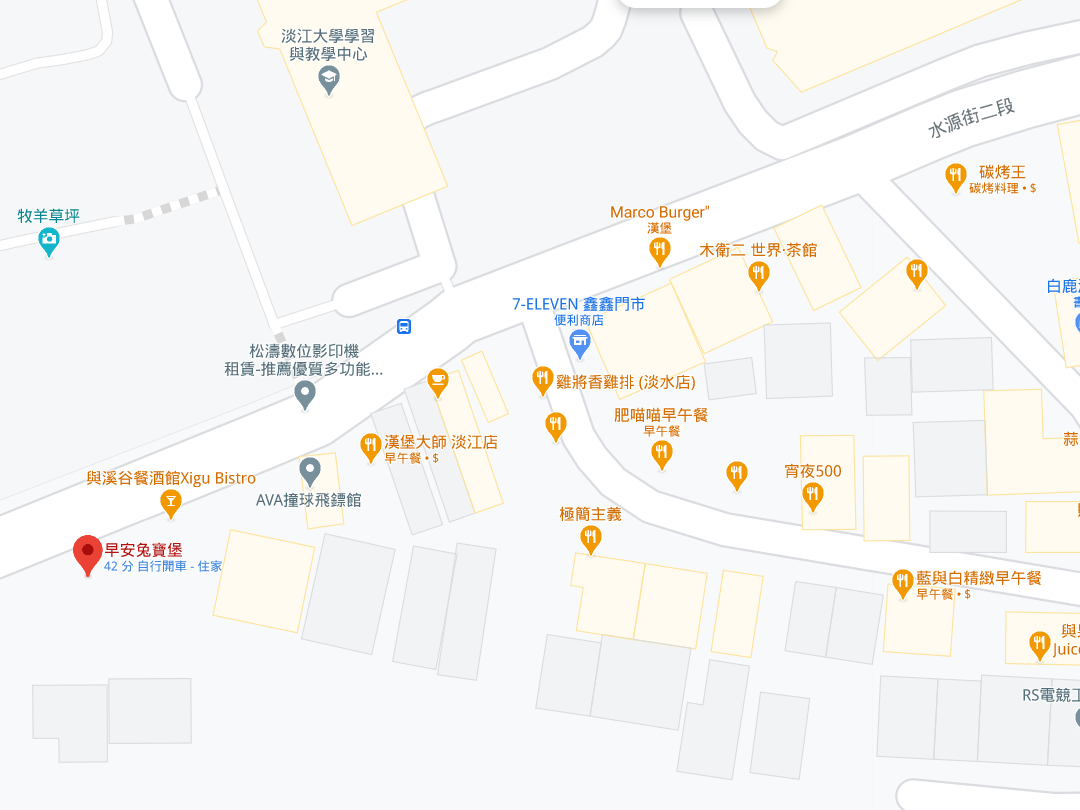 淡江大學學習
與教學中心
水源街二段
碳烤王
碳烤料理 • $
牧羊草坪
Marco Burger"
漢堡
木衛二 世界·茶館
7-ELEVEN 鑫鑫門市
便利商店
松濤數位影印機
租賃-推薦優質多功能...
雞將香雞排 (淡水店)
肥喵喵早午餐
早午餐
漢堡大師 淡江店
早午餐 • $
宵夜500
與溪谷餐酒館Xigu Bistro
AVA撞球飛鏢館
極簡主義
早安兔寶堡
42 分 自行開車 - 住家
藍與白精緻早午餐
早午餐 • $
白鹿
蒜
與
Juice
RS電競工